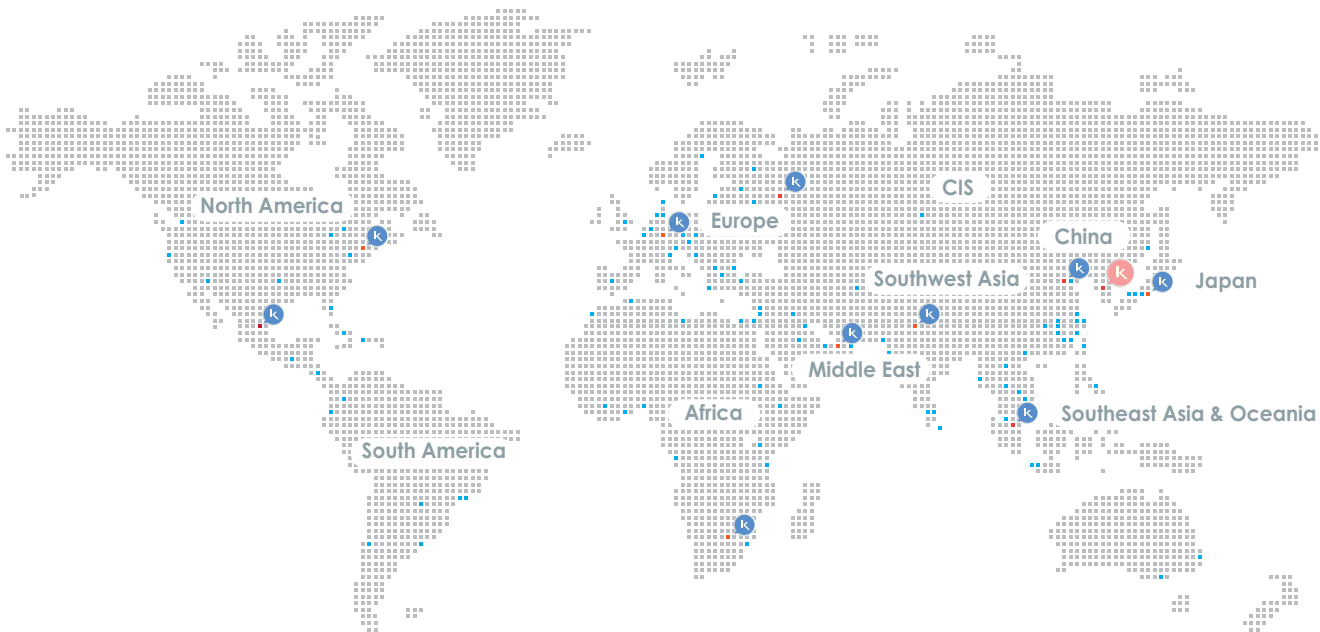 CIS
North America
Europe
China
Southwest Asia
Japan
Middle East
Africa
Southeast Asia & Oceania
South America
k
k
k
k
k
k
k
k
k
k
k